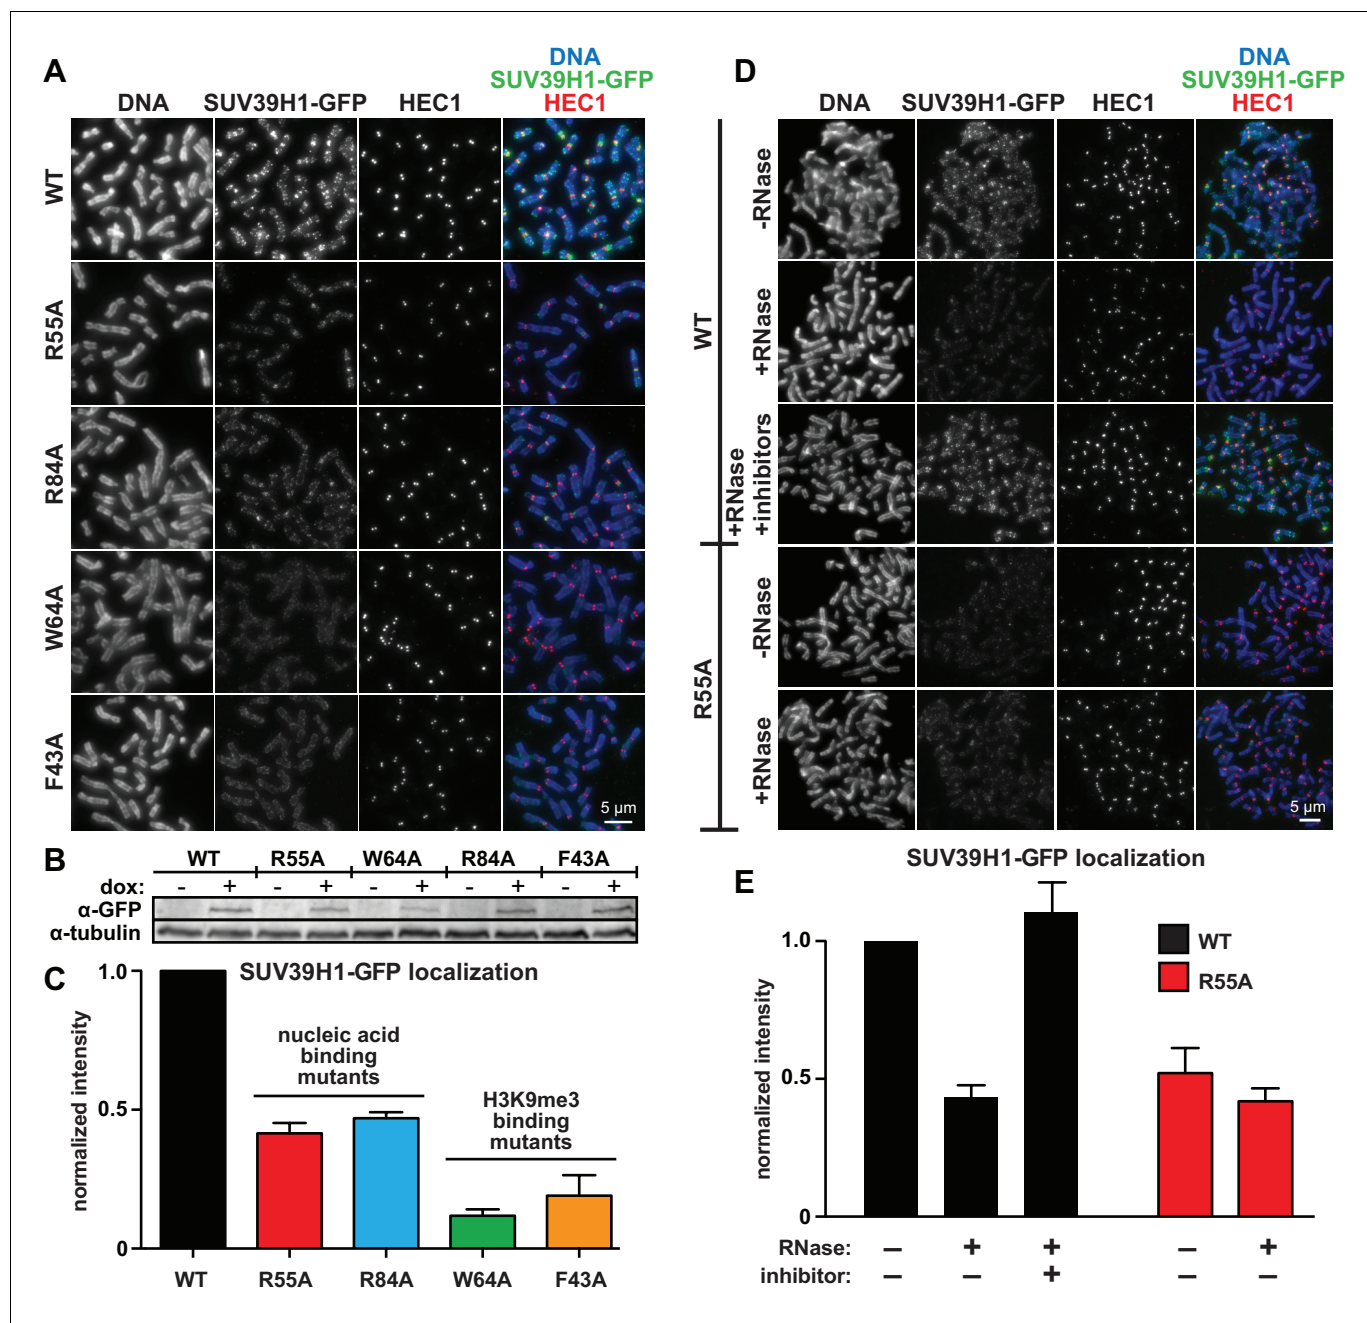 A
DNA
SUV39H1-GFP
HEC1
DNA
SUV39H1-GFP
HEC1
WT
R55A
R84A
W64A
F43A
5 µm
D
DNA
SUV39H1-GFP
HEC1
DNA
SUV39H1-GFP
HEC1
WT
-RNase
+RNase
+RNase
+inhibitors
R55A
-RNase
+RNase
5 µm
B
WT R55A W64A R84A F43A
dox: - + - + - + - + - +
α-GFP
α-tubulin
C
SUV39H1-GFP localization
normalized intensity
1.0
0.5
0
nucleic acid
binding
mutants
H3K9me3
binding
mutants
WT R55A R84A W64A F43A
E
SUV39H1-GFP localization
normalized intensity
1.0
0.5
0
WT
R55A
RNase: – + + – +
inhibitor: – – + – –